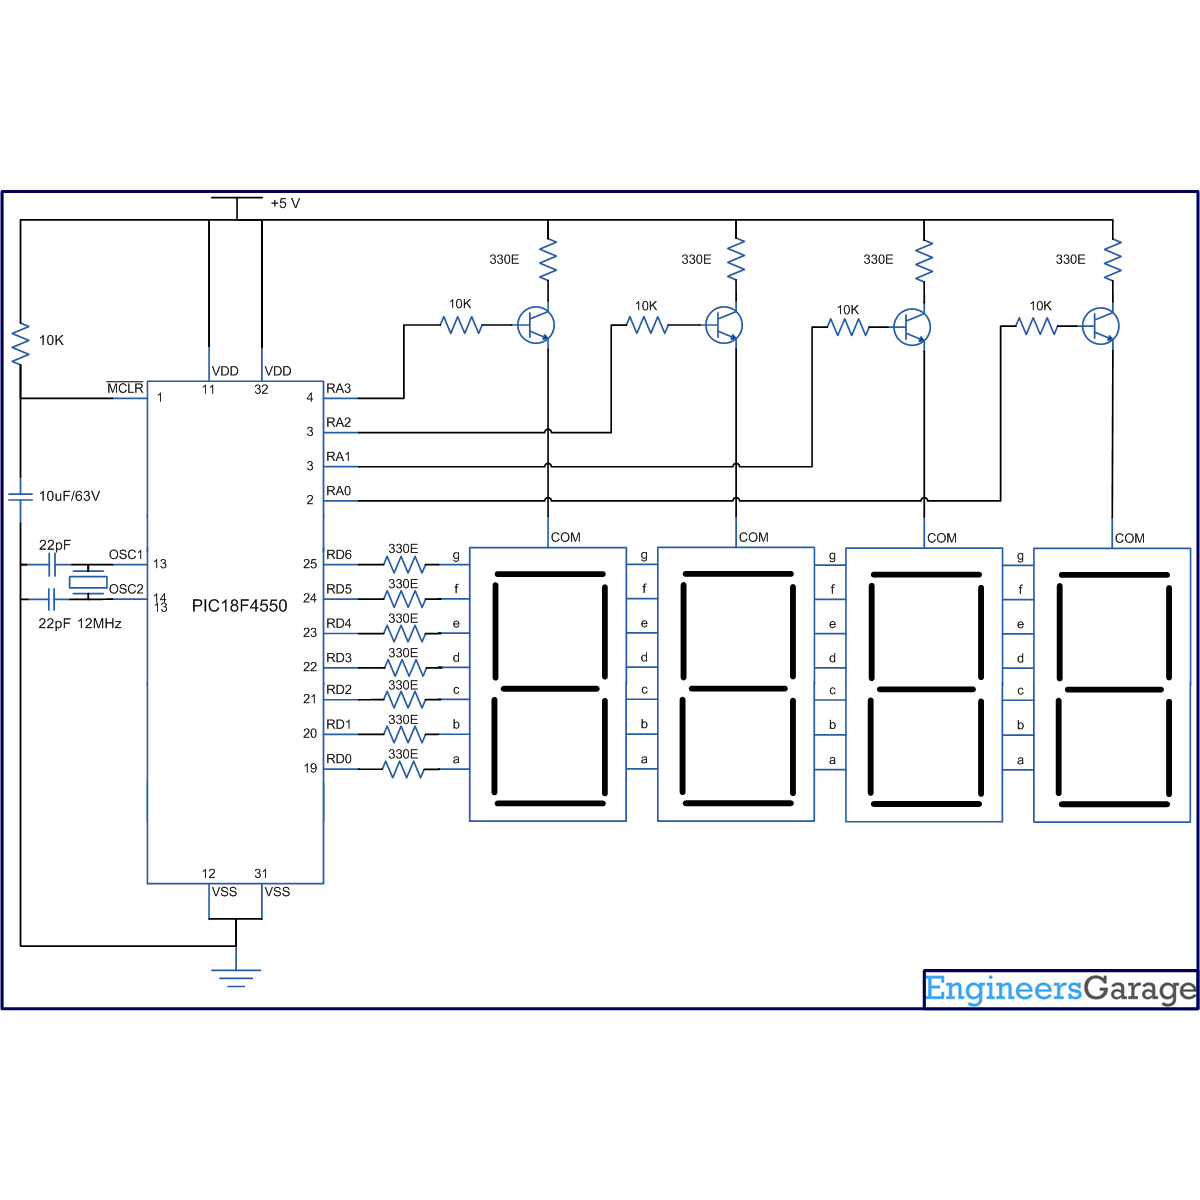 +5 V
330E 330E 330E 330E
10K 10K 10K 10K
10K
VDD VDD
MCLR 11 32 RA3
1 4
RA2
3
RA1
3
10uF/63V 2 RA0
COM COM COM COM
22pF OSC1 13 25 RD6 330E g g g g
OSC2 24 RD5 330E f f f f
14
13 PIC18F4550
22pF 12MHz 23 RD4 330E e e e e
22 RD3 330E d d d d
21 RD2 330E c c c c
20 RD1 330E b b b b
19 RD0 330E a a a a
12 31
VSS VSS
EngineersGarage